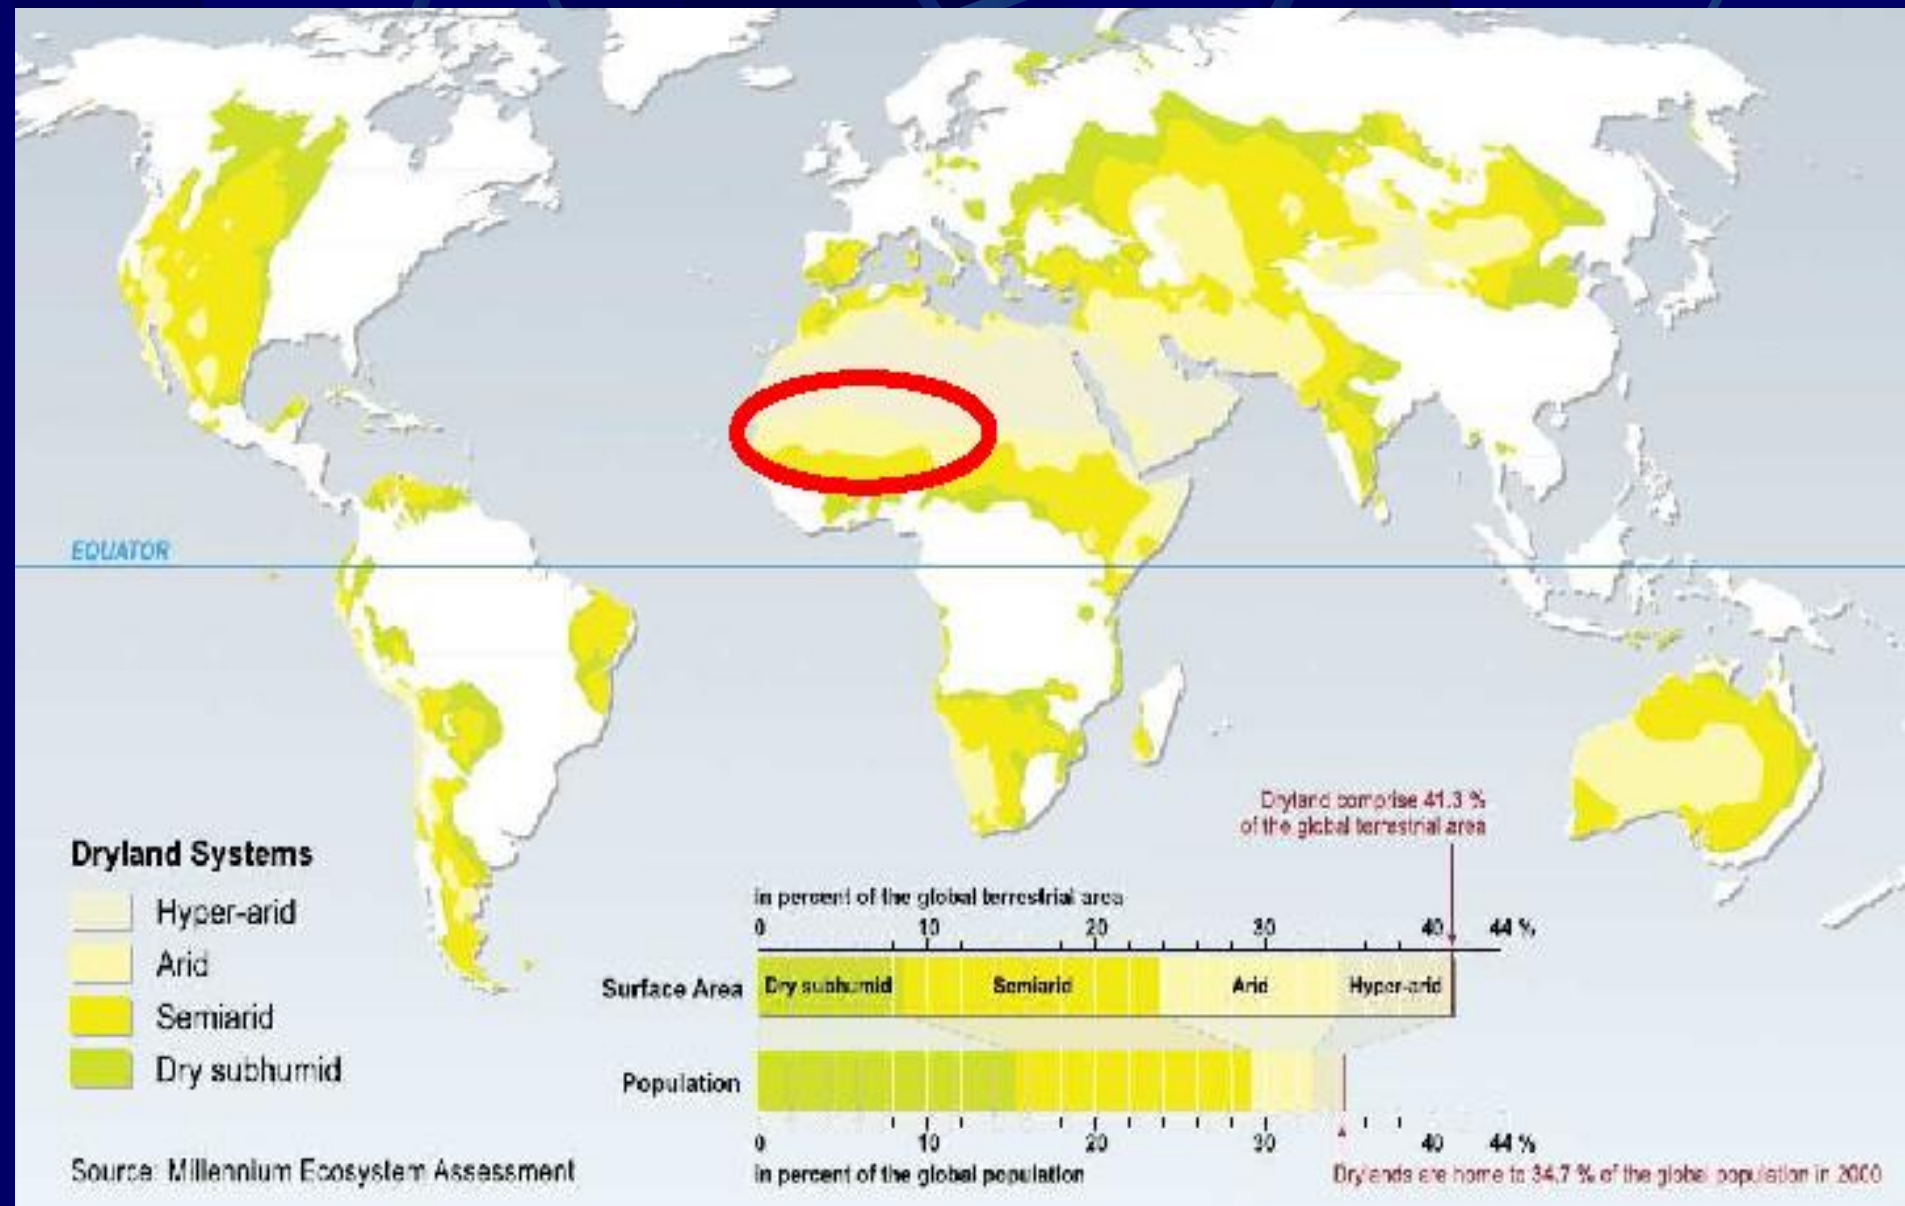 EQUATOR
Dryland comprise 41.3 %
of the global terrestrial area
Dryland Systems
Hyper-arid
Arid
Semiarid
Dry subhumid
Source: Millennium Ecosystem Assessment
in percent of the global terrestrial area
0 10 20 30 40 44 %
Surface Area
Dry subhumid Semiarid Arid Hyper-arid
Population
0 10 20 30 40 44 %
in percent of the global population
Drylands are home to 34.7 % of the global population in 2000